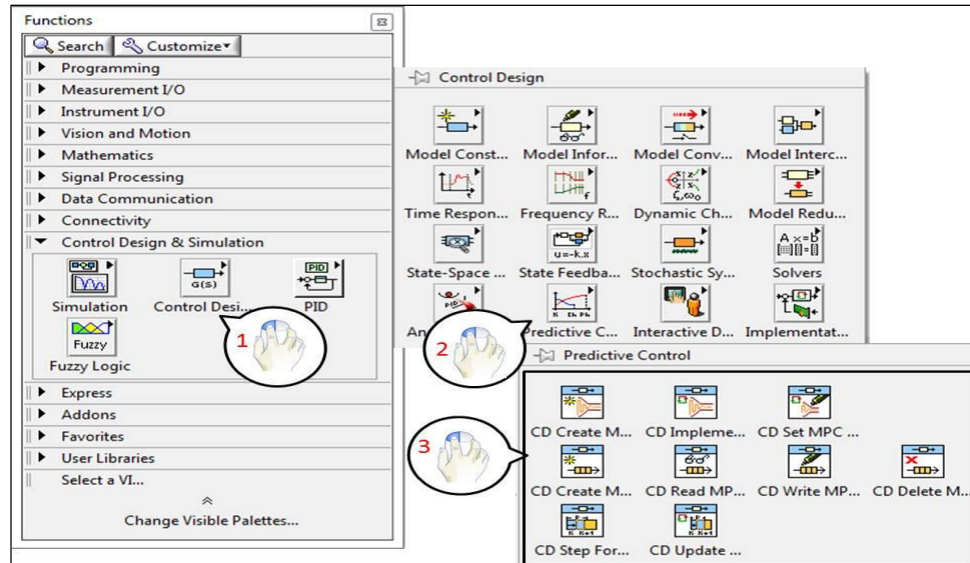 Functions
Search Customize
Programming
Measurement I/O
Instrument I/O
Vision and Motion
Mathematics
Signal Processing
Data Communication
Connectivity
Control Design & Simulation
PID
G(s)
Simulation Control Desi... PID
Fuzzy
Fuzzy Logic
1
Express
Addons
Favorites
User Libraries
Select a VI...
Change Visible Palettes...
Control Design
Model Const... Model Infor... Model Conv... Model Interc...
Time Respon... Frequency R... Dynamic Ch... Model Redu...
u=-k.x
State-Space ... State Feedba... Stochastic Sy... Solvers
An
2
Predictive C... Interactive D... Implementat...
Predictive Control
3
CD Create M... CD Impleme... CD Set MPC ...
CD Create M... CD Read MP... CD Write MP... CD Delete M...
CD Step For... CD Update ...